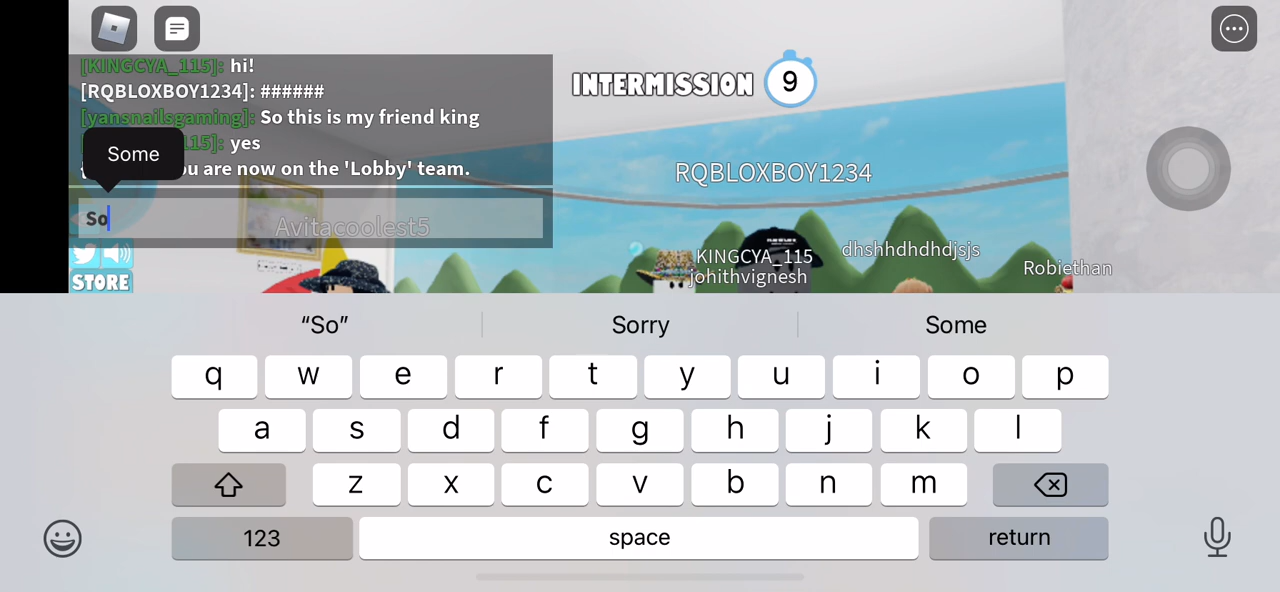 [KINGCYA_115]: hi!
[RQBLOXBOY1234]: ######
[yansnailsgaming]: So this is my friend king
115]: yes
you are now on the 'Lobby' team.
Some
So
INTERMISSION 9
RQBLOXBOY1234
Avitacoolest5
KINGCYA_115
johithvignesh
dhshhdhdhdjsjs
Robiethan
STORE
“So” Sorry Some
q w e r t y u i o p
a s d f g h j k l
z x c v b n m
123 space return